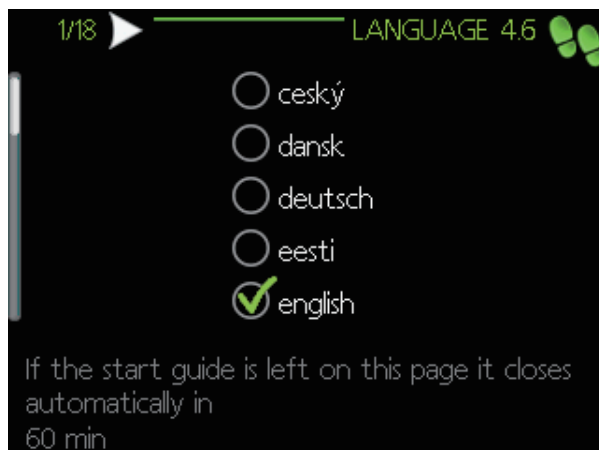 1/18 LANGUAGE 4.6
ceský
dansk
deutsch
eesti
english
If the start guide is left on this page it closes
automatically in
60 min